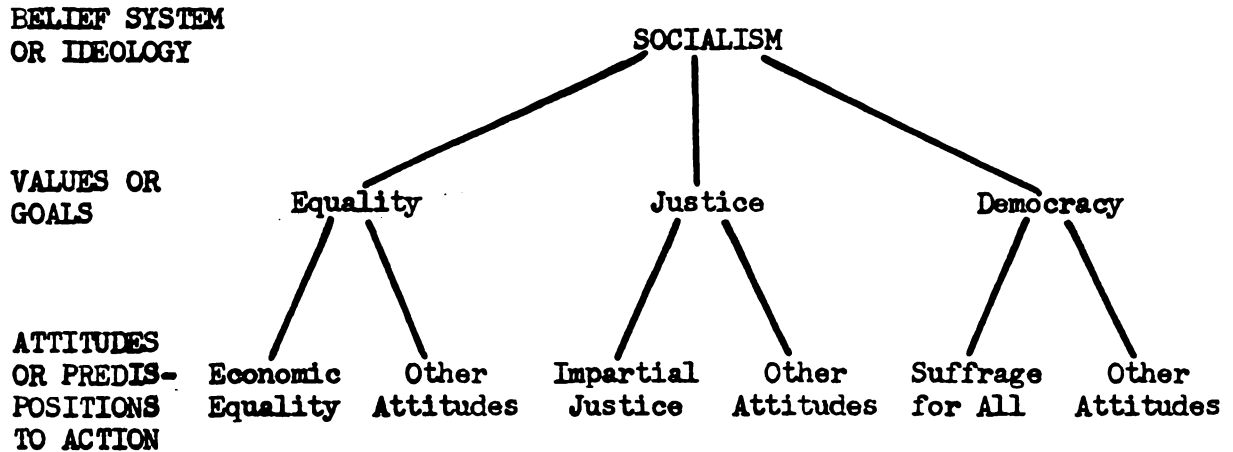 BELIEF SYSTEM
OR IDEOLOGY
SOCIALISM
VALUES OR
GOALS
Equality Justice Democracy
ATTITUDES
OR PREDIS-
POSITIONS
TO ACTION
Economic
Equality
Other
Attitudes
Impartial
Justice
Other
Attitudes
Suffrage
for All
Other
Attitudes